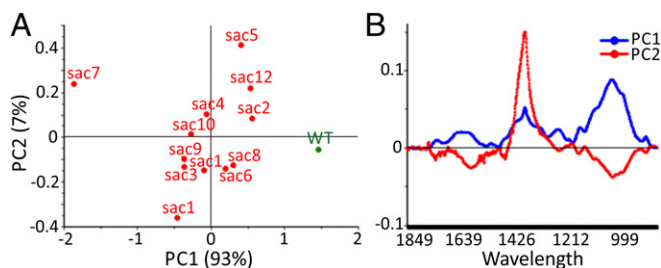 A
B
0.4
0.2
0
-0.2
-0.4
PC2 (7%)
sac5
sac7
sac12
sac4
sac2
sac10
WT
sac9
sac1
sac8
sac3
sac6
sac1
-2
-1
0
1
2
PC1 (93%)
PC1
PC2
0.1
0
-0.1
1849
1639
1426
1212
999
Wavelength